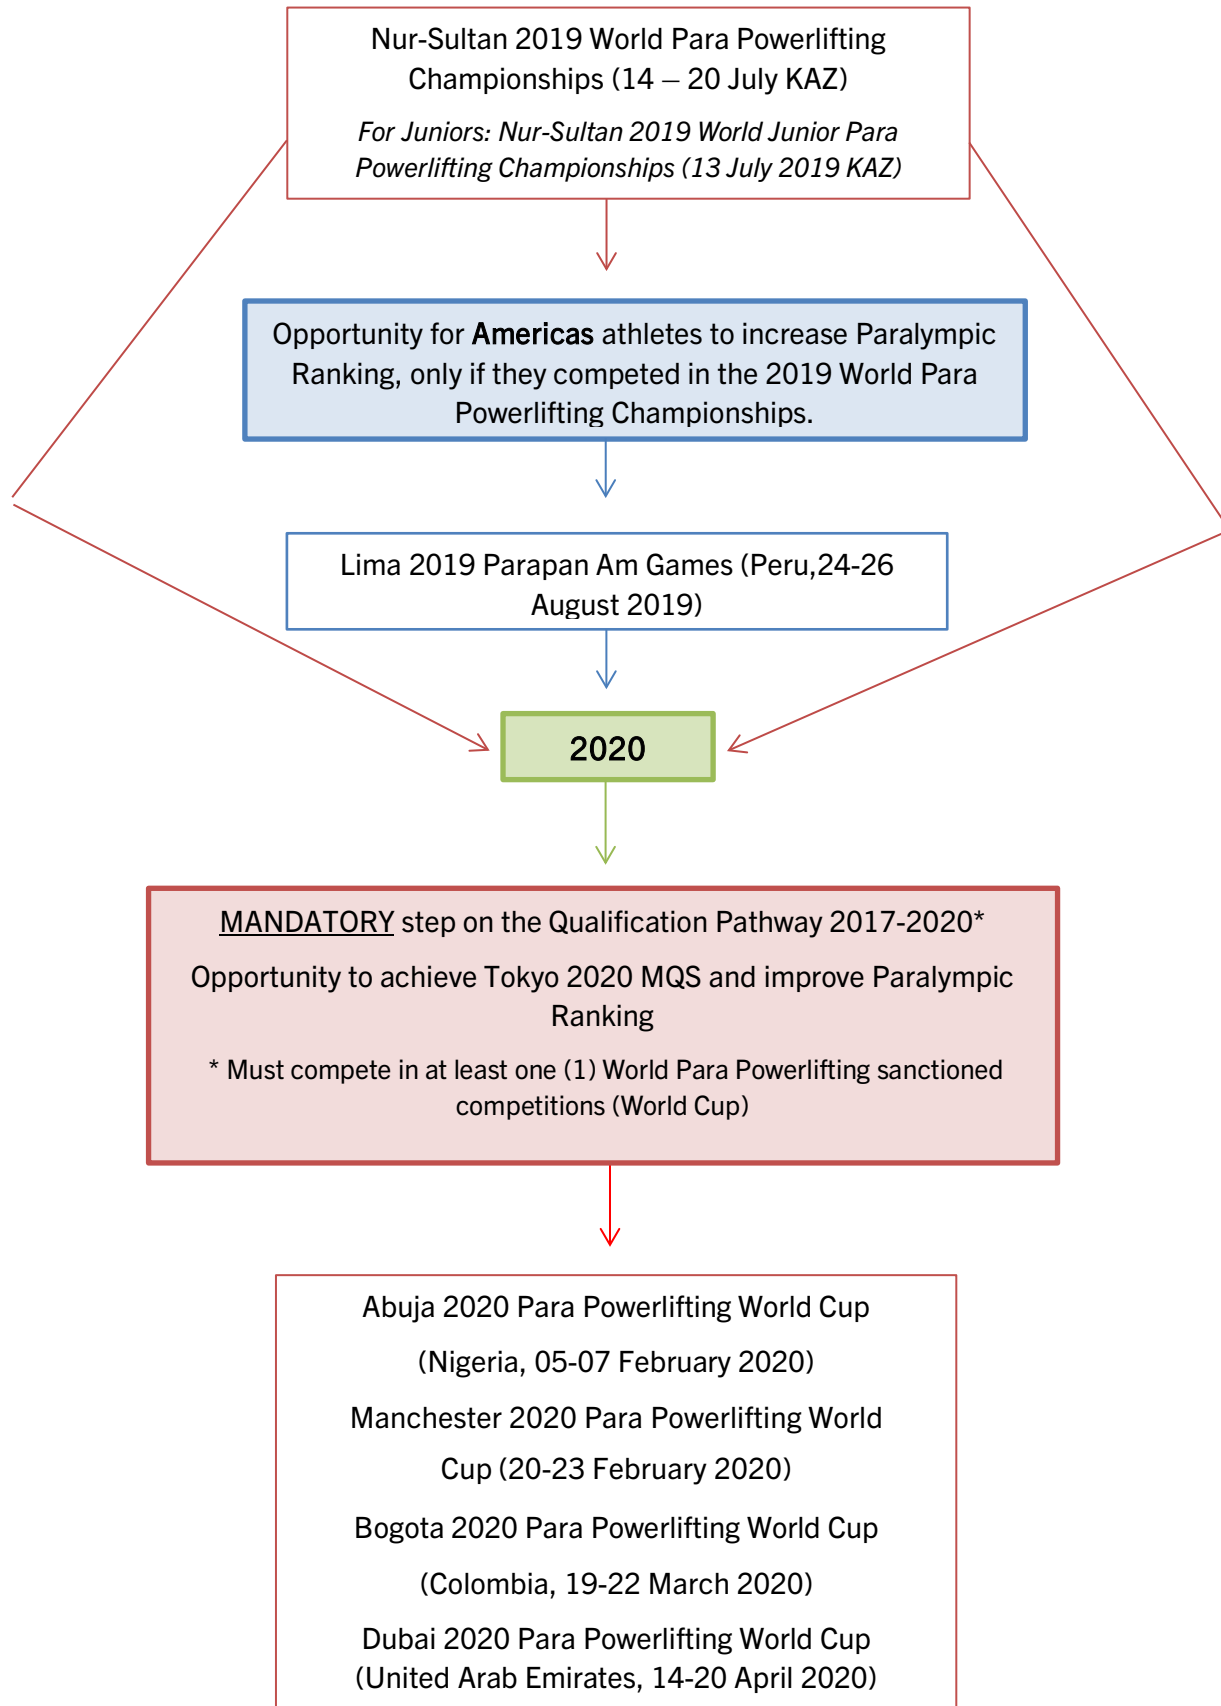 Nur-Sultan 2019 World Para Powerlifting
Championships (14 – 20 July KAZ)
For Juniors: Nur-Sultan 2019 World Junior Para
Powerlifting Championships (13 July 2019 KAZ)
Opportunity for Americas athletes to increase Paralympic
Ranking, only if they competed in the 2019 World Para
Powerlifting Championships.
Lima 2019 Parapan Am Games (Peru,24-26
August 2019)
2020
MANDATORY step on the Qualification Pathway 2017-2020*
Opportunity to achieve Tokyo 2020 MQS and improve Paralympic
Ranking
* Must compete in at least one (1) World Para Powerlifting sanctioned
competitions (World Cup)
Abuja 2020 Para Powerlifting World Cup
(Nigeria, 05-07 February 2020)
Manchester 2020 Para Powerlifting World
Cup (20-23 February 2020)
Bogota 2020 Para Powerlifting World Cup
(Colombia, 19-22 March 2020)
Dubai 2020 Para Powerlifting World Cup
(United Arab Emirates, 14-20 April 2020)